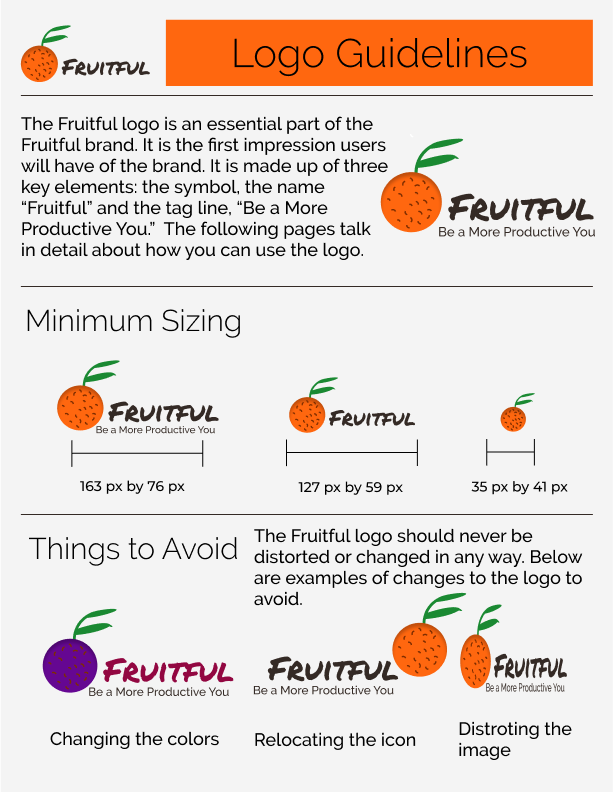 Fruitful
Logo Guidelines
The Fruitful logo is an essential part of the
Fruitful brand. It is the first impression users
will have of the brand. It is made up of three
key elements: the symbol, the name
“Fruitful” and the tag line, “Be a More
Productive You.”  The following pages talk
in detail about how you can use the logo.
Fruitful
Be a More Productive You
Minimum Sizing
Fruitful
Be a More Productive You
Fruitful
163 px by 76 px
127 px by 59 px
35 px by 41 px
Things to Avoid
The Fruitful logo should never be
distorted or changed in any way. Below
are examples of changes to the logo to
avoid.
Fruitful
Be a More Productive You
Fruitful
Be a More Productive You
Fruitful
Be a More Productive You
Changing the colors
Relocating the icon
Distroting the
image